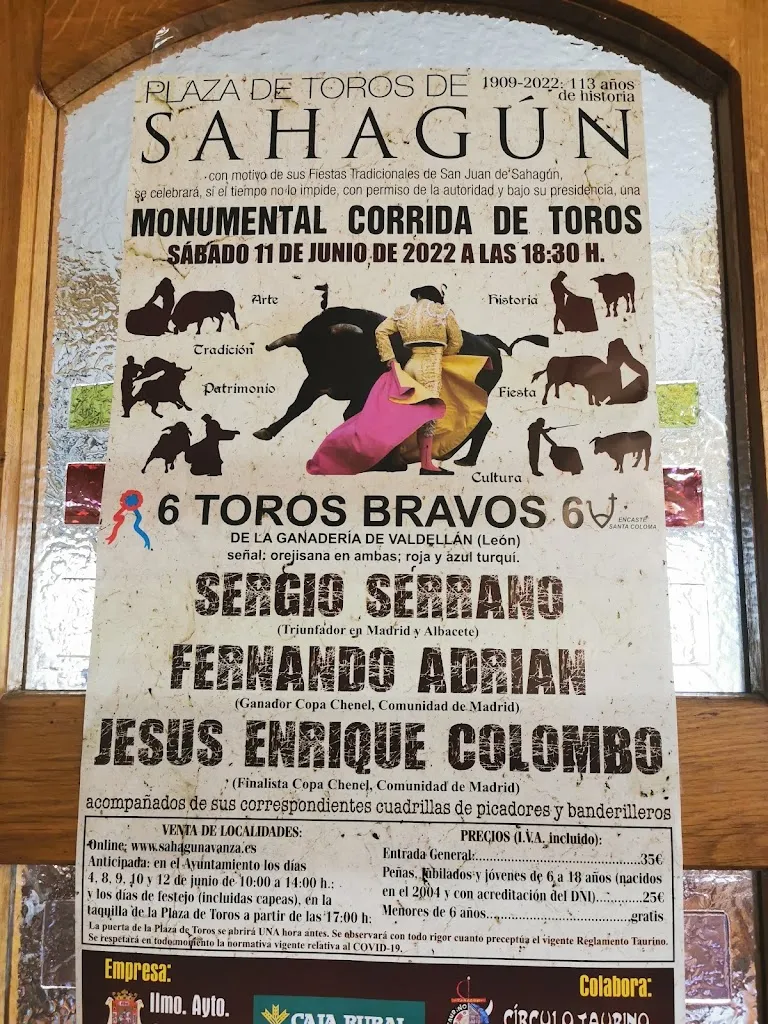 PLAZA DE TOROS DE
1909-2022: 113 años
de historia
SAHAGÚN
con motivo de sus Fiestas Tradicionales de San Juan de Sahagún,
se celebrará, si el tiempo no lo impide, con permiso de la autoridad y bajo su presidencia, una
MONUMENTAL CORRIDA DE TOROS
SÁBADO 11 DE JUNIO DE 2022 A LAS 18:30 H.
Arte
Historia
Tradición
Patrimonio
Fiesta
Cultura
6 TOROS BRAVOS 6
ENCASTE
SANTA COLOMA
DE LA GANADERÍA DE VALDELLÁN (León)
señal: orejisana en ambas; roja y azul turquí.
SERGIO SERRANO
(Triunfador en Madrid y Albacete)
FERNANDO ADRIAN
(Ganador Copa Chenel, Comunidad de Madrid)
JESUS ENRIQUE COLOMBO
(Finalista Copa Chenel, Comunidad de Madrid)
acompañados de sus correspondientes cuadrillas de picadores y banderilleros
VENTA DE LOCALIDADES:
Online: www.sahagunavanza.es
Anticipada: en el Ayuntamiento los días
4, 8, 9, 10 y 12 de junio de 10:00 a 14:00 h.:
y los días de festejo (incluidas capeas), en la
taquilla de la Plaza de Toros a partir de las 17:00 h:
PRECIOS (I.V.A. incluido):
Entrada General:...............................35€
Peñas, Jubilados y jóvenes de 6 a 18 años (nacidos
en el 2004 y con acreditación del DNI).............25€
Menores de 6 años...........................gratis
La puerta de la Plaza de Toros se abrirá UNA hora antes. Se observará con todo rigor cuanto preceptúa el vigente Reglamento Taurino.
Se respetará en todo momento la normativa vigente relativa al COVID-19.
Empresa:
Colabora:
Ilmo. Ayto.
CAJA RURAL
CÍRCULO TAURINO